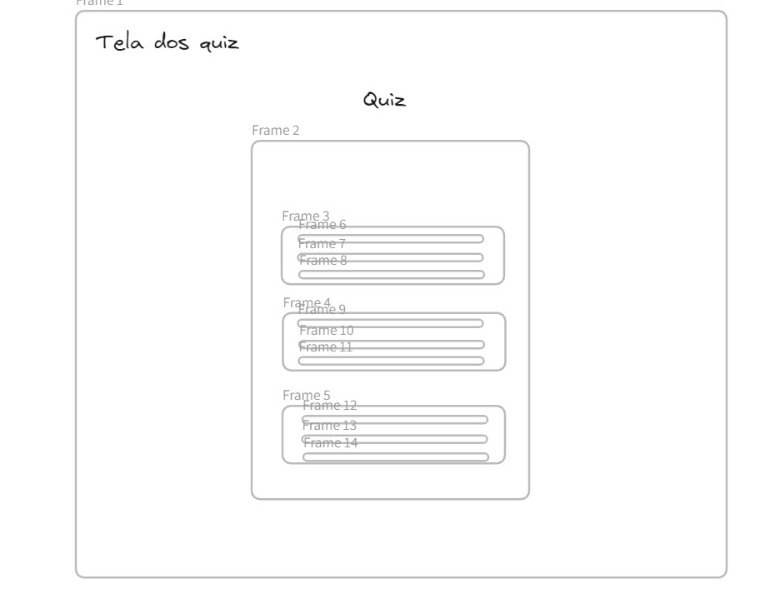 Frame 1
Tela dos quiz
Quiz
Frame 2
Frame 3
Frame 6
Frame 7
Frame 8
Frame 4
Frame 9
Frame 10
Frame 11
Frame 5
Frame 12
Frame 13
Frame 14